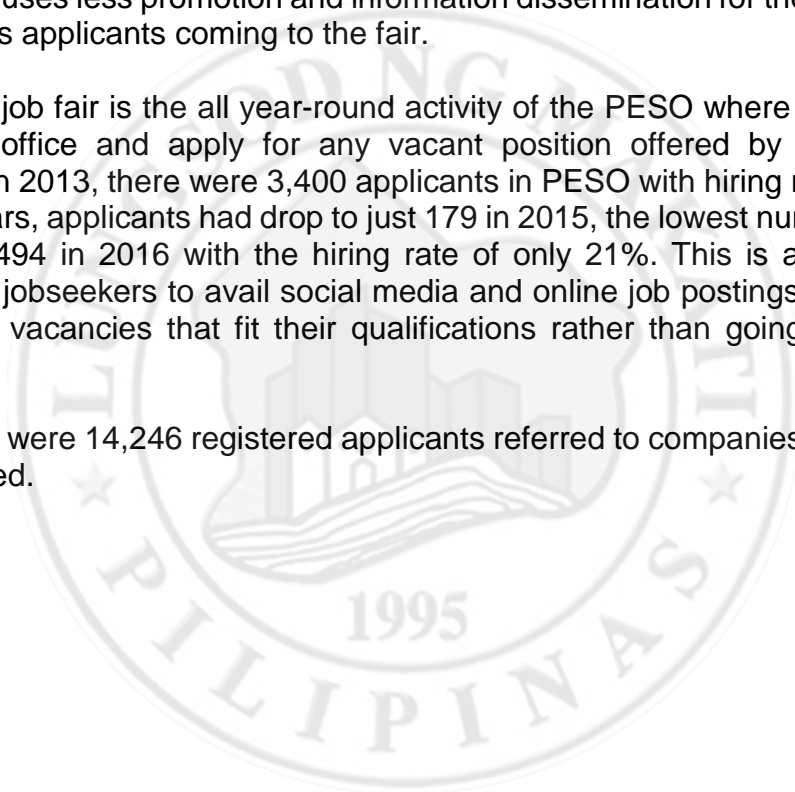 uses less promotion and information dissemination for the
s applicants coming to the fair.
job fair is the all year-round activity of the PESO where
office and apply for any vacant position offered by
n 2013, there were 3,400 applicants in PESO with hiring
ars, applicants had drop to just 179 in 2015, the lowest
494 in 2016 with the hiring rate of only 21%. This is a
jobseekers to avail social media and online job postings
vacancies that fit their qualifications rather than going
were 14,246 registered applicants referred to companies
ed.
LUNGSOD NG MAKATI
1995
PILIPINAS